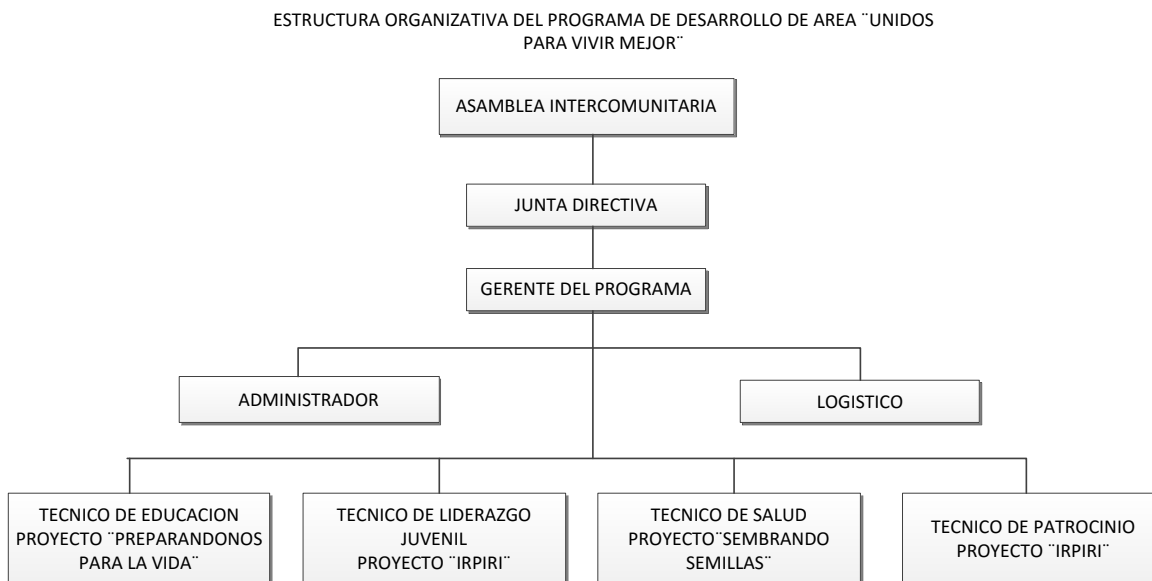 ESTRUCTURA ORGANIZATIVA DEL PROGRAMA DE DESARROLLO DE AREA ¨UNIDOS
PARA VIVIR MEJOR¨
ASAMBLEA INTERCOMUNITARIA
JUNTA DIRECTIVA
GERENTE DEL PROGRAMA
ADMINISTRADOR
LOGISTICO
TECNICO DE EDUCACION
PROYECTO ¨PREPARANDONOS
PARA LA VIDA¨
TECNICO DE LIDERAZGO
JUVENIL
PROYECTO ¨IRPIRI¨
TECNICO DE SALUD
PROYECTO¨SEMBRANDO
SEMILLAS¨
TECNICO DE PATROCINIO
PROYECTO ¨IRPIRI¨